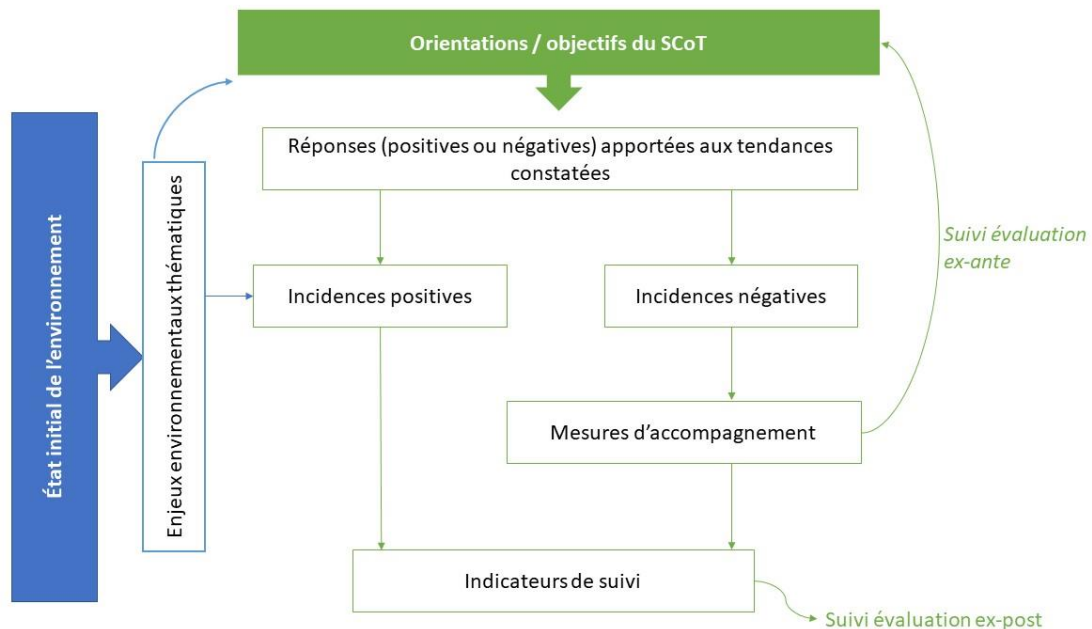 Orientations / objectifs du SCoT
Réponses (positives ou négatives) apportées aux tendances
constatées
État initial de l'environnement
Enjeux environnementaux thématiques
Incidences positives
Incidences négatives
Suivi évaluation
ex-ante
Mesures d'accompagnement
Indicateurs de suivi
Suivi évaluation ex-post